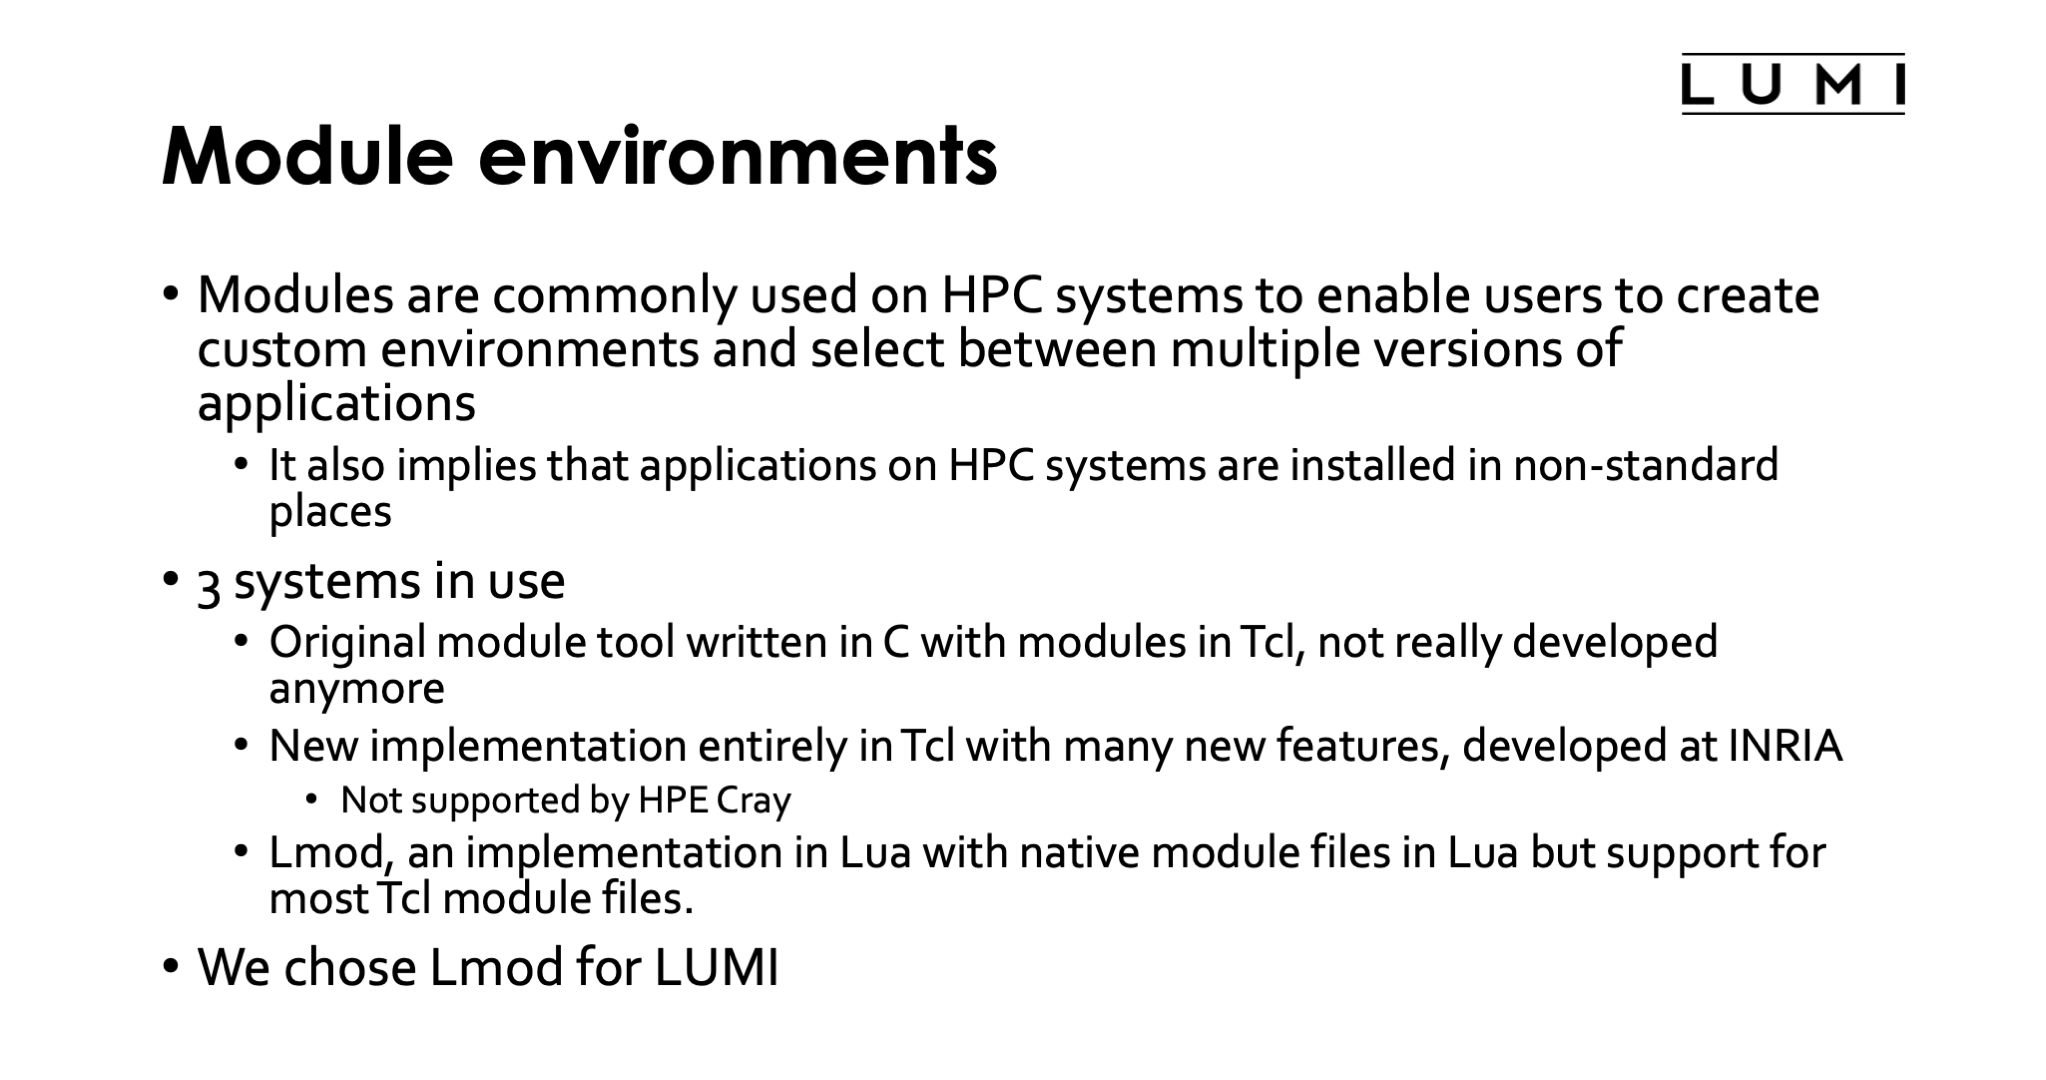 LUMI
Module environments
• Modules are commonly used on HPC systems to enable users to create
custom environments and select between multiple versions of
applications
• It also implies that applications on HPC systems are installed in non-standard
places
• 3 systems in use
• Original module tool written in C with modules in Tcl, not really developed
anymore
• New implementation entirely in Tcl with many new features, developed at INRIA
• Not supported by HPE Cray
• Lmod, an implementation in Lua with native module files in Lua but support for
most Tcl module files.
• We chose Lmod for LUMI